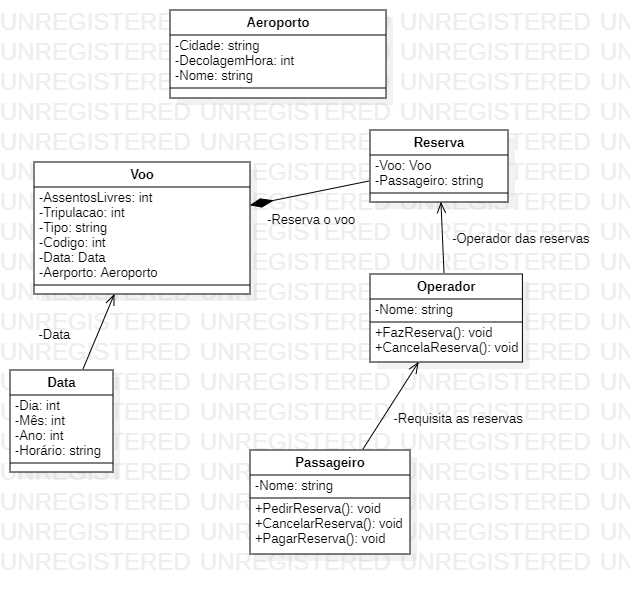 Aeroporto
-Cidade: string
-DecolagemHora: int
-Nome: string
Reserva
-Voo: Voo
-Passageiro: string
Voo
-AssentosLivres: int
-Tripulacao: int
-Tipo: string
-Codigo: int
-Data: Data
-Aerporto: Aeroporto
-Reserva o voo
-Operador das reservas
Operador
-Nome: string
+FazReserva(): void
+CancelaReserva(): void
-Data
Data
-Dia: int
-Mês: int
-Ano: int
-Horário: string
-Requisita as reservas
Passageiro
-Nome: string
+PedirReserva(): void
+CancelarReserva(): void
+PagarReserva(): void
UNREGISTERED